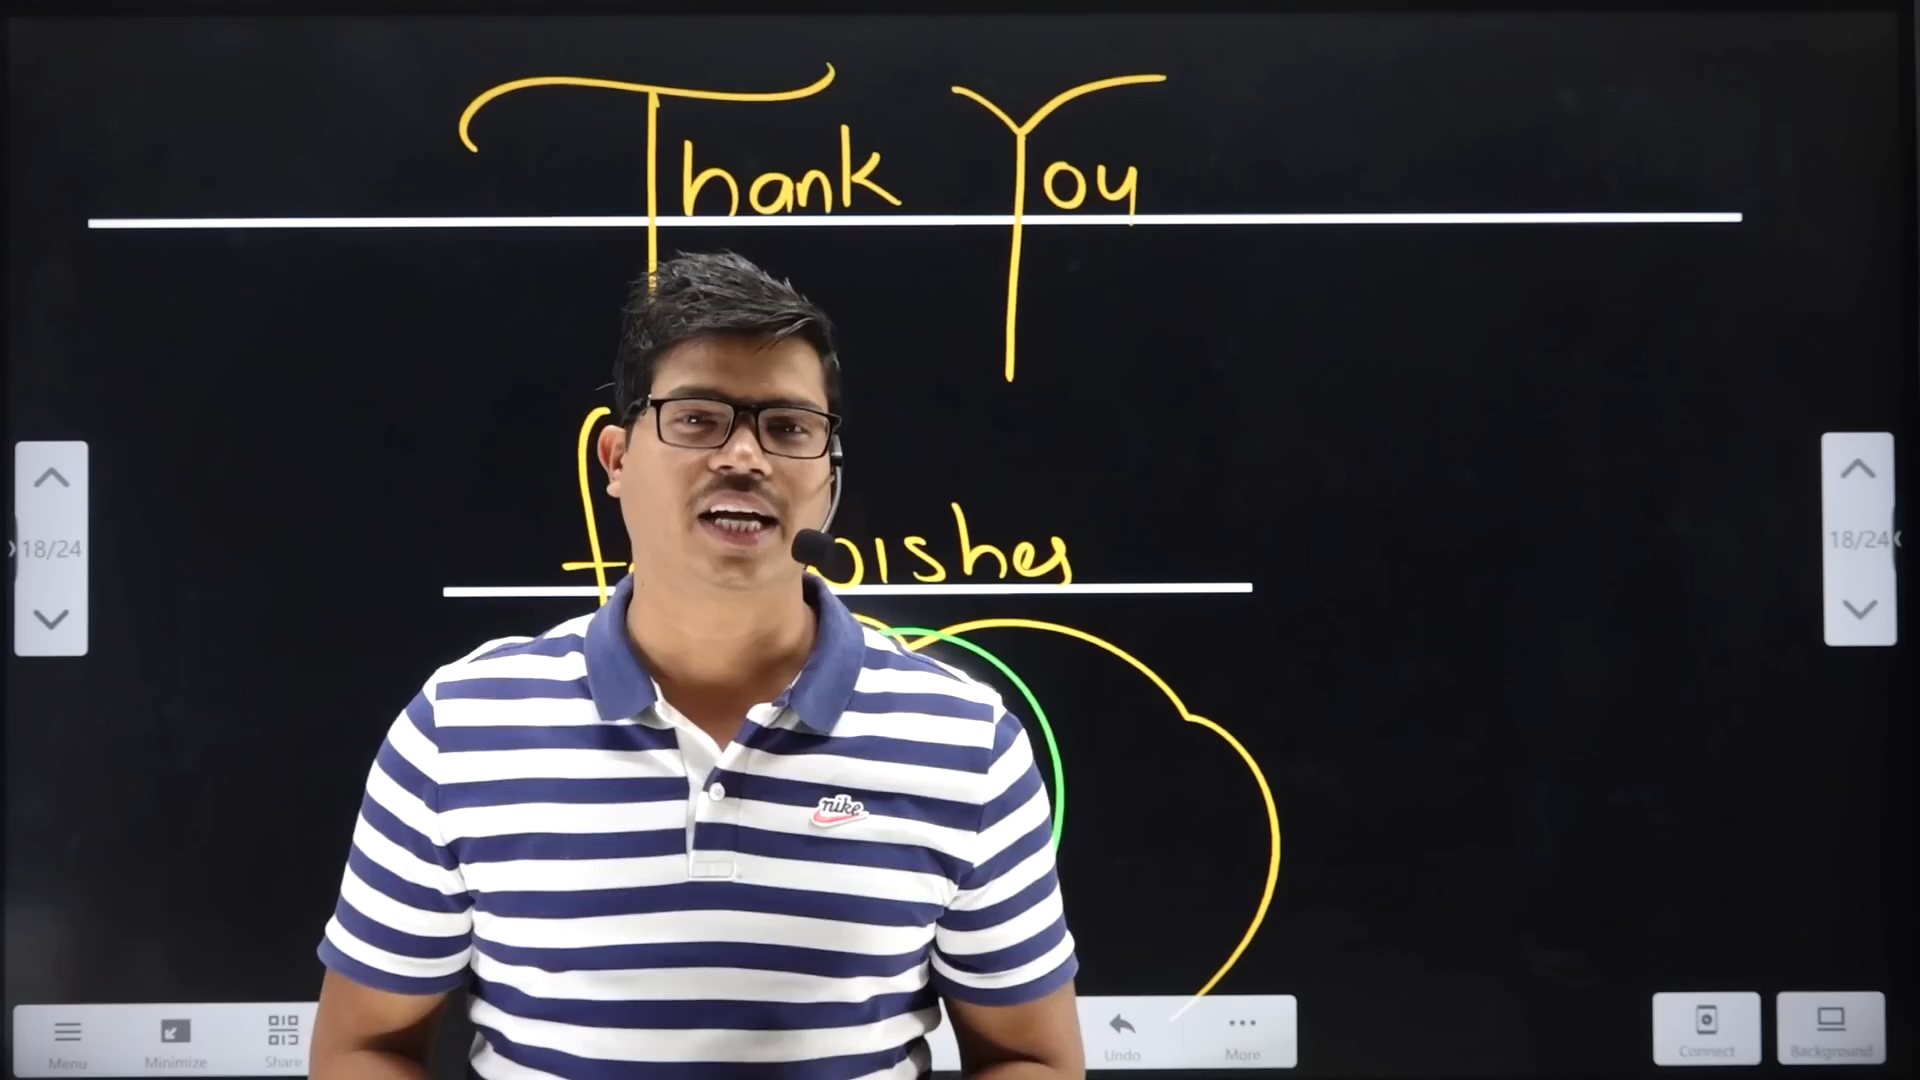 Thank You
18/24
18/24
wishes
nike
Menu
Minimize
Share
Undo
More
Connect
Background